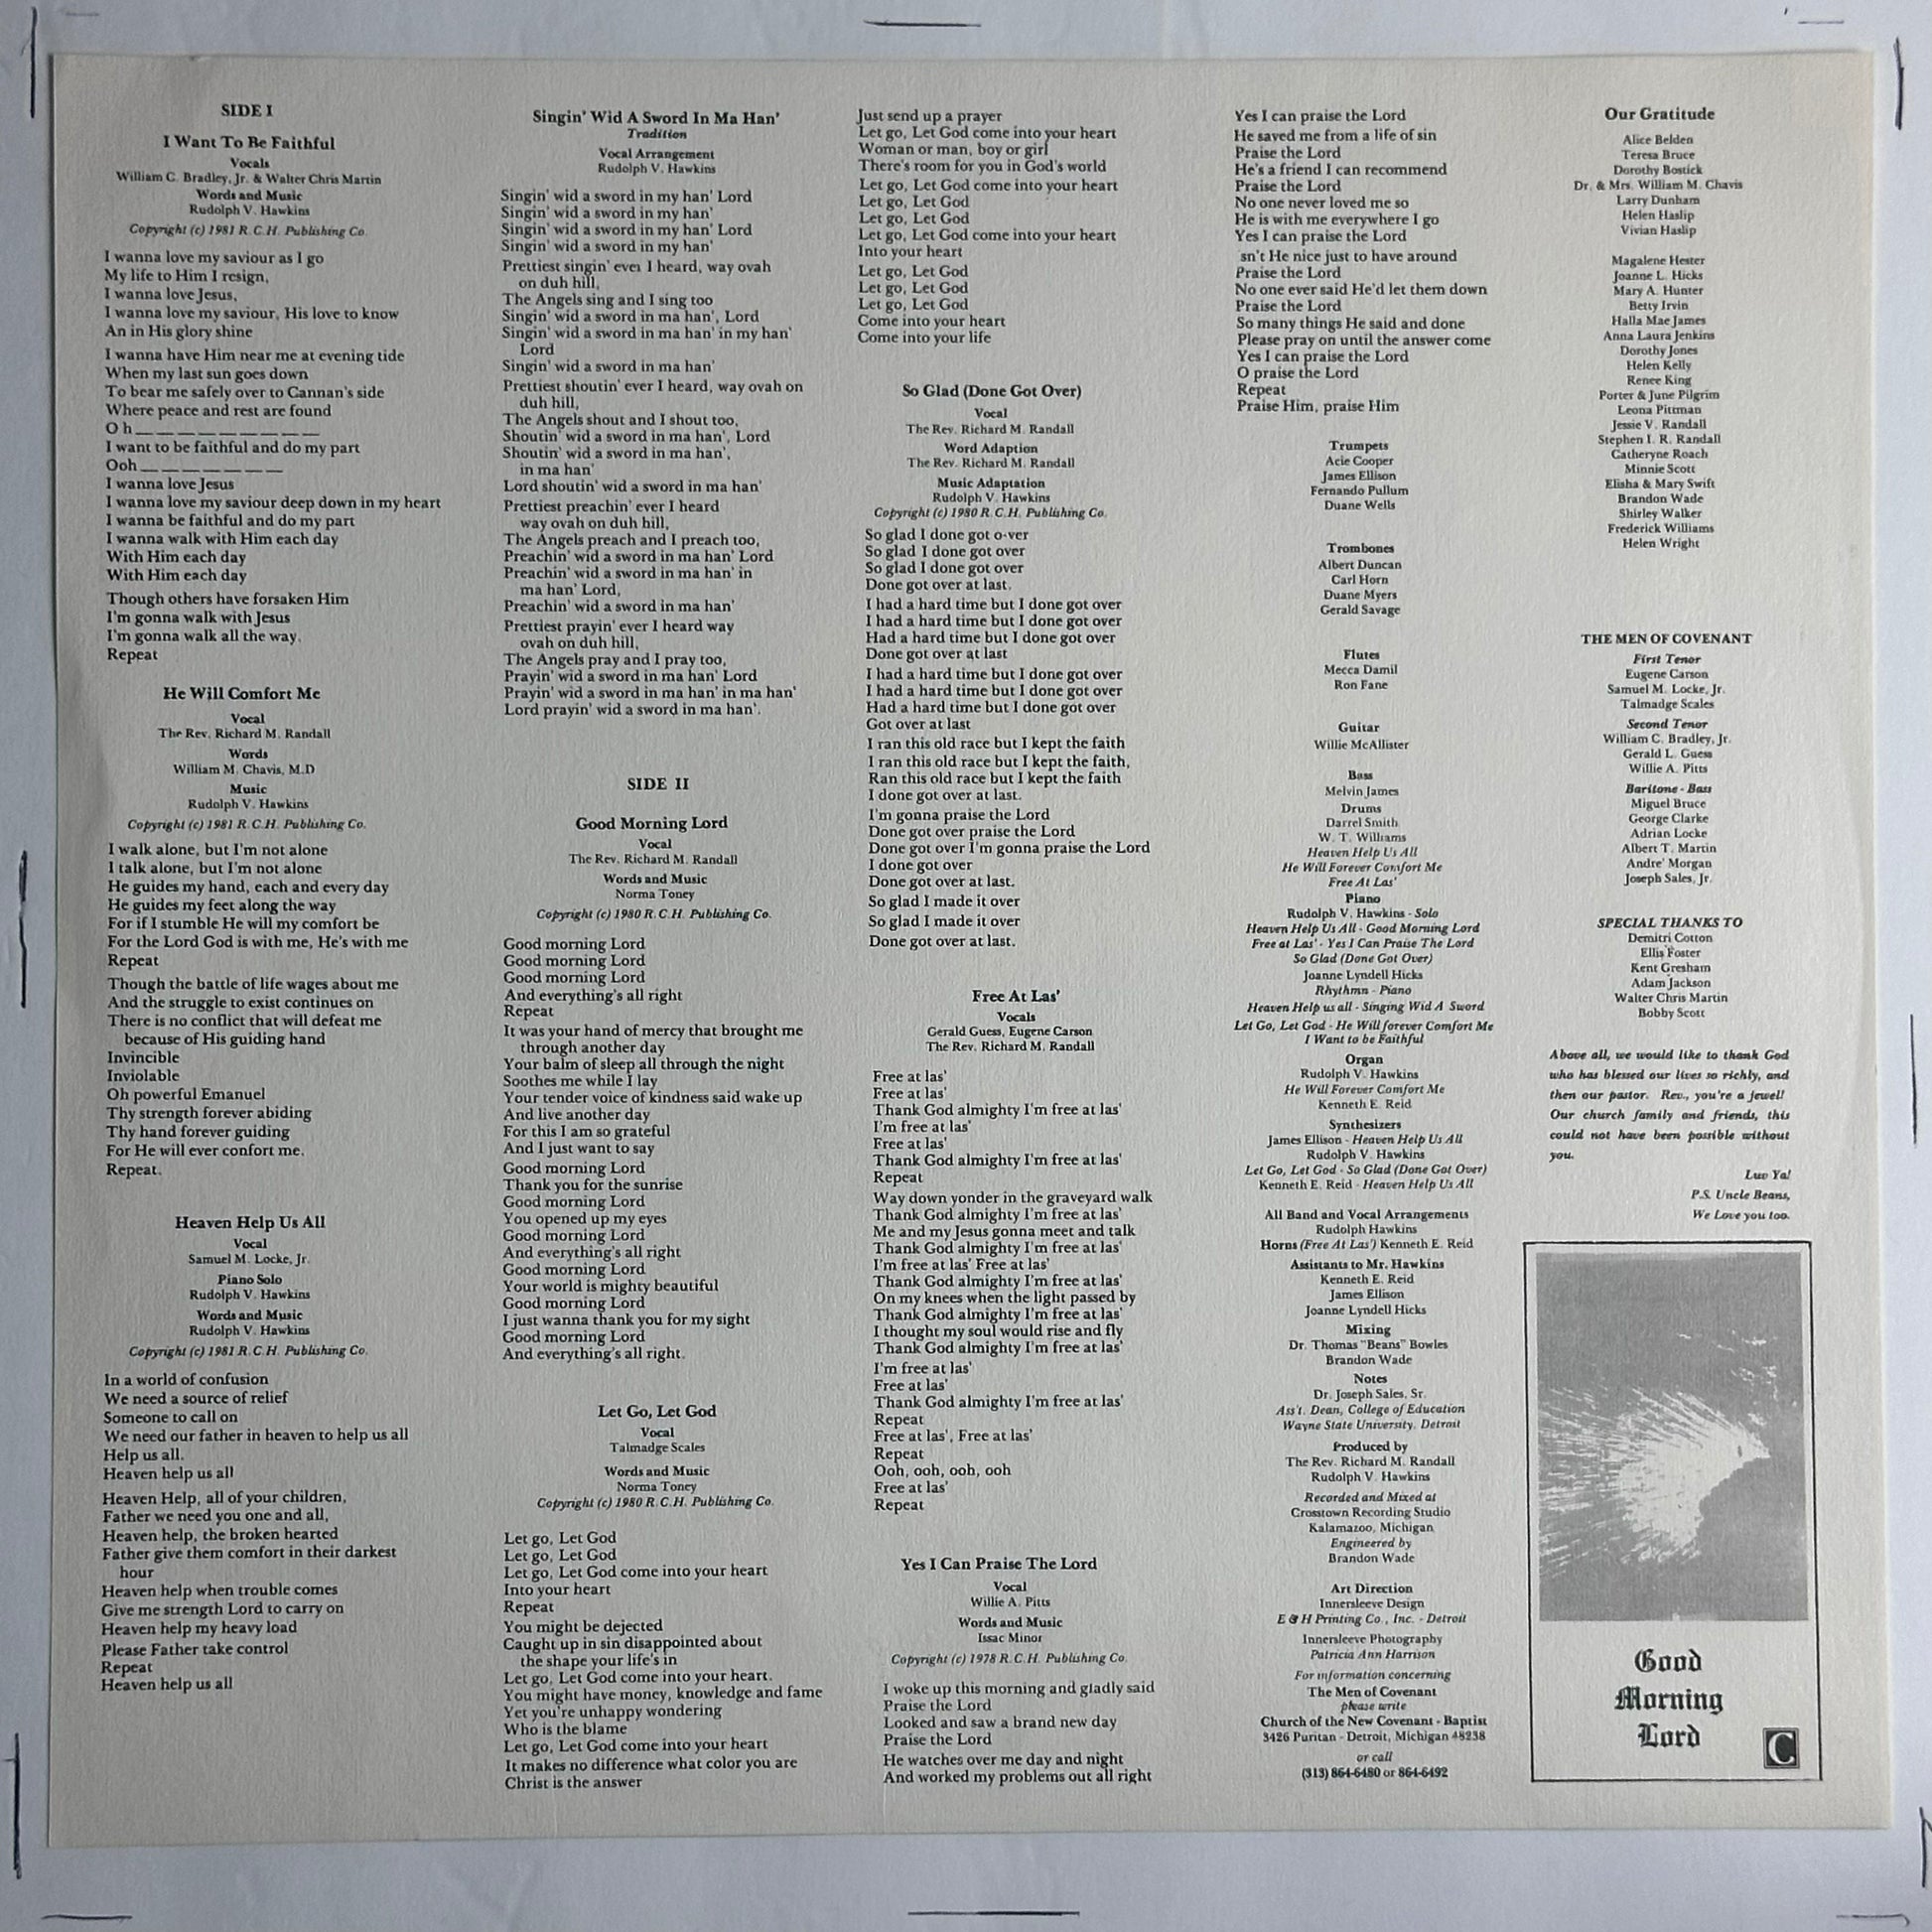 SIDE I
I Want To Be Faithful
Vocals
William C. Bradley, Jr. & Walter Chris Martin
Words and Music
Rudolph V. Hawkins
Copyright (c) 1981 R.C.H. Publishing Co.
I wanna love my saviour as I go
My life to Him I resign,
I wanna love Jesus,
I wanna love my saviour, His love to know
An in His glory shine
I wanna have Him near me at evening tide
When my last sun goes down
To bear me safely over to Cannan's side
Where peace and rest are found
O h _ _ _ _ _ _ _ _ _ _
I want to be faithful and do my part
Ooh _ _ _ _ _ _ _ _
I wanna love Jesus
I wanna love my saviour deep down in my heart
I wanna be faithful and do my part
I wanna walk with Him each day
With Him each day
With Him each day
Though others have forsaken Him
I'm gonna walk with Jesus
I'm gonna walk all the way.
Repeat
He Will Comfort Me
Vocal
The Rev. Richard M. Randall
Words
William M. Chavis, M.D
Music
Rudolph V. Hawkins
Copyright (c) 1981 R.C.H. Publishing Co.
I walk alone, but I'm not alone
I talk alone, but I'm not alone
He guides my hand, each and every day
He guides my feet along the way
For if I stumble He will my comfort be
For the Lord God is with me, He's with me
Repeat
Though the battle of life wages about me
And the struggle to exist continues on
There is no conflict that will defeat me
because of His guiding hand
Invincible
Inviolable
Oh powerful Emanuel
Thy strength forever abiding
Thy hand forever guiding
For He will ever confort me.
Repeat.
Heaven Help Us All
Vocal
Samuel M. Locke, Jr.
Piano Solo
Rudolph V. Hawkins
Words and Music
Rudolph V. Hawkins
Copyright (c) 1981 R.C.H. Publishing Co.
In a world of confusion
We need a source of relief
Someone to call on
We need our father in heaven to help us all
Help us all.
Heaven help us all
Heaven Help, all of your children,
Father we need you one and all,
Heaven help, the broken hearted
Father give them comfort in their darkest
hour
Heaven help when trouble comes
Give me strength Lord to carry on
Heaven help my heavy load
Please Father take control
Repeat
Heaven help us all
Singin' Wid A Sword In Ma Han'
Tradition
Vocal Arrangement
Rudolph V. Hawkins
Singin' wid a sword in my han' Lord
Singin' wid a sword in my han'
Singin' wid a sword in my han' Lord
Singin' wid a sword in my han'
Prettiest singin' ever I heard, way ovah
on duh hill,
The Angels sing and I sing too
Singin' wid a sword in ma han', Lord
Singin' wid a sword in ma han' in my han'
Lord
Singin' wid a sword in ma han'
Prettiest shoutin' ever I heard, way ovah on
duh hill,
The Angels shout and I shout too,
Shoutin' wid a sword in ma han', Lord
Shoutin' wid a sword in ma han',
in ma han'
Lord shoutin' wid a sword in ma han'
Prettiest preachin' ever I heard
way ovah on duh hill,
The Angels preach and I preach too,
Preachin' wid a sword in ma han' Lord
Preachin' wid a sword in ma han' in
ma han' Lord,
Preachin' wid a sword in ma han'
Prettiest prayin' ever I heard way
ovah on duh hill,
The Angels pray and I pray too,
Prayin' wid a sword in ma han' Lord
Prayin' wid a sword in ma han' in ma han'
Lord prayin' wid a sword in ma han'.
SIDE II
Good Morning Lord
Vocal
The Rev. Richard M. Randall
Words and Music
Norma Toney
Copyright (c) 1980 R.C.H. Publishing Co.
Good morning Lord
Good morning Lord
Good morning Lord
And everything's all right
Repeat
It was your hand of mercy that brought me
through another day
Your balm of sleep all through the night
Soothes me while I lay
Your tender voice of kindness said wake up
And live another day
For this I am so grateful
And I just want to say
Good morning Lord
Thank you for the sunrise
Good morning Lord
You opened up my eyes
Good morning Lord
And everything's all right
Good morning Lord
Your world is mighty beautiful
Good morning Lord
I just wanna thank you for my sight
Good morning Lord
And everything's all right.
Let Go, Let God
Vocal
Talmadge Scales
Words and Music
Norma Toney
Copyright (c) 1980 R.C.H. Publishing Co.
Let go, Let God
Let go, Let God
Let go, Let God come into your heart
Into your heart
Repeat
You might be dejected
Caught up in sin disappointed about
the shape your life's in
Let go, Let God come into your heart.
You might have money, knowledge and fame
Yet you're unhappy wondering
Who is the blame
Let go, Let God come into your heart
It makes no difference what color you are
Christ is the answer
Just send up a prayer
Let go, Let God come into your heart
Woman or man, boy or girl
There's room for you in God's world
Let go, Let God come into your heart
Let go, Let God
Let go, Let God
Let go, Let God come into your heart
Into your heart
Let go, Let God
Let go, Let God
Let go, Let God
Come into your heart
Come into your life
So Glad (Done Got Over)
Vocal
The Rev. Richard M. Randall
Word Adaption
The Rev. Richard M. Randall
Music Adaptation
Rudolph V. Hawkins
Copyright (c) 1980 R.C.H. Publishing Co.
So glad I done got o-ver
So glad I done got over
So glad I done got over
Done got over at last.
I had a hard time but I done got over
I had a hard time but I done got over
Had a hard time but I done got over
Done got over at last
I had a hard time but I done got over
I had a hard time but I done got over
Had a hard time but I done got over
Got over at last
I ran this old race but I kept the faith
I ran this old race but I kept the faith,
Ran this old race but I kept the faith
I done got over at last.
I'm gonna praise the Lord
Done got over praise the Lord
Done got over I'm gonna praise the Lord
I done got over
Done got over at last.
So glad I made it over
So glad I made it over
Done got over at last.
Free At Las'
Vocals
Gerald Guess, Eugene Carson
The Rev. Richard M. Randall
Free at las'
Free at las'
Thank God almighty I'm free at las'
I'm free at las'
Free at las'
Thank God almighty I'm free at las'
Repeat
Way down yonder in the graveyard walk
Thank God almighty I'm free at las'
Me and my Jesus gonna meet and talk
Thank God almighty I'm free at las'
I'm free at las' Free at las'
Thank God almighty I'm free at las'
On my knees when the light passed by
Thank God almighty I'm free at las'
I thought my soul would rise and fly
Thank God almighty I'm free at las'
I'm free at las'
Free at las'
Thank God almighty I'm free at las'
Repeat
Free at las', Free at las'
Repeat
Ooh, ooh, ooh, ooh
Free at las'
Repeat
Yes I Can Praise The Lord
Vocal
Willie A. Pitts
Words and Music
Issac Minor
Copyright (c) 1978 R.C.H. Publishing Co.
I woke up this morning and gladly said
Praise the Lord
Looked and saw a brand new day
Praise the Lord
He watches over me day and night
And worked my problems out all right
Yes I can praise the Lord
He saved me from a life of sin
Praise the Lord
He's a friend I can recommend
Praise the Lord
No one never loved me so
He is with me everywhere I go
Yes I can praise the Lord
sn't He nice just to have around
Praise the Lord
No one ever said He'd let them down
Praise the Lord
So many things He said and done
Please pray on until the answer come
Yes I can praise the Lord
O praise the Lord
Repeat
Praise Him, praise Him
Trumpets
Acie Cooper
James Ellison
Fernando Pullum
Duane Wells
Trombones
Albert Duncan
Carl Horn
Duane Myers
Gerald Savage
Flutes
Mecca Damil
Ron Fane
Guitar
Willie McAllister
Bass
Melvin James
Drums
Darrel Smith
W. T. Williams
Heaven Help Us All
He Will Forever Comfort Me
Free At Las'
Piano
Rudolph V. Hawkins - Solo
Heaven Help Us All - Good Morning Lord
Free at Las' - Yes I Can Praise The Lord
So Glad (Done Got Over)
Joanne Lyndell Hicks
Rhythmn - Piano
Heaven Help us all - Singing Wid A Sword
Let Go, Let God - He Will forever Comfort Me
I Want to be Faithful
Organ
Rudolph V. Hawkins
He Will Forever Comfort Me
Kenneth E. Reid
Synthesizers
James Ellison - Heaven Help Us All
Rudolph V. Hawkins
Let Go, Let God - So Glad (Done Got Over)
Kenneth E. Reid - Heaven Help Us All
All Band and Vocal Arrangements
Rudolph Hawkins
Horns (Free At Las') Kenneth E. Reid
Assistants to Mr. Hawkins
Kenneth E. Reid
James Ellison
Joanne Lyndell Hicks
Mixing
Dr. Thomas "Beans" Bowles
Brandon Wade
Notes
Dr. Joseph Sales, Sr.
Ass't. Dean, College of Education
Wayne State University, Detroit
Produced by
The Rev. Richard M. Randall
Rudolph V. Hawkins
Recorded and Mixed at
Crosstown Recording Studio
Kalamazoo, Michigan
Engineered by
Brandon Wade
Art Direction
Innersleeve Design
E & H Printing Co., Inc. - Detroit
Innersleeve Photography
Patricia Ann Harrison
For information concerning
The Men of Covenant
please write
Church of the New Covenant - Baptist
3426 Puritan - Detroit, Michigan 48238
or call
(313) 864-6480 or 864-6492
Our Gratitude
Alice Belden
Teresa Bruce
Dorothy Bostick
Dr. & Mrs. William M. Chavis
Larry Dunham
Helen Haslip
Vivian Haslip
Magalene Hester
Joanne L. Hicks
Mary A. Hunter
Betty Irvin
Halla Mae James
Anna Laura Jenkins
Dorothy Jones
Helen Kelly
Renee King
Porter & June Pilgrim
Leona Pittman
Jessie V. Randall
Stephen I. R. Randall
Catheryne Roach
Minnie Scott
Elisha & Mary Swift
Brandon Wade
Shirley Walker
Frederick Williams
Helen Wright
THE MEN OF COVENANT
First Tenor
Eugene Carson
Samuel M. Locke, Jr.
Talmadge Scales
Second Tenor
William C. Bradley, Jr.
Gerald L. Guess
Willie A. Pitts
Baritone - Bass
Miguel Bruce
George Clarke
Adrian Locke
Albert T. Martin
Andre' Morgan
Joseph Sales, Jr.
SPECIAL THANKS TO
Demitri Cotton
Ellis Foster
Kent Gresham
Adam Jackson
Walter Chris Martin
Bobby Scott
Above all, we would like to thank God
who has blessed our lives so richly, and
then our pastor. Rev., you're a jewel!
Our church family and friends, this
could not have been possible without
you.
Luv Ya!
P.S. Uncle Beans,
We Love you too.
Good
Morning
Lord
C